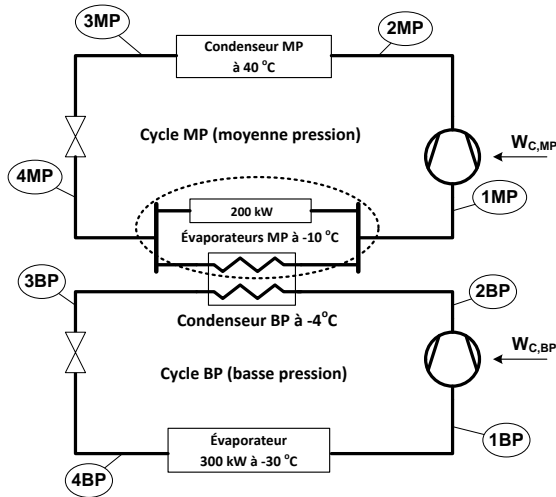 3MP
2MP
Condenseur MP
à 40 °C
Cycle MP (moyenne pression)
W C,MP
4MP
1MP
200 kW
Évaporateurs MP à -10 °C
3BP
2BP
Condenseur BP à -4°C
W C,BP
Cycle BP (basse pression)
1BP
Évaporateur
300 kW à -30 °C
4BP